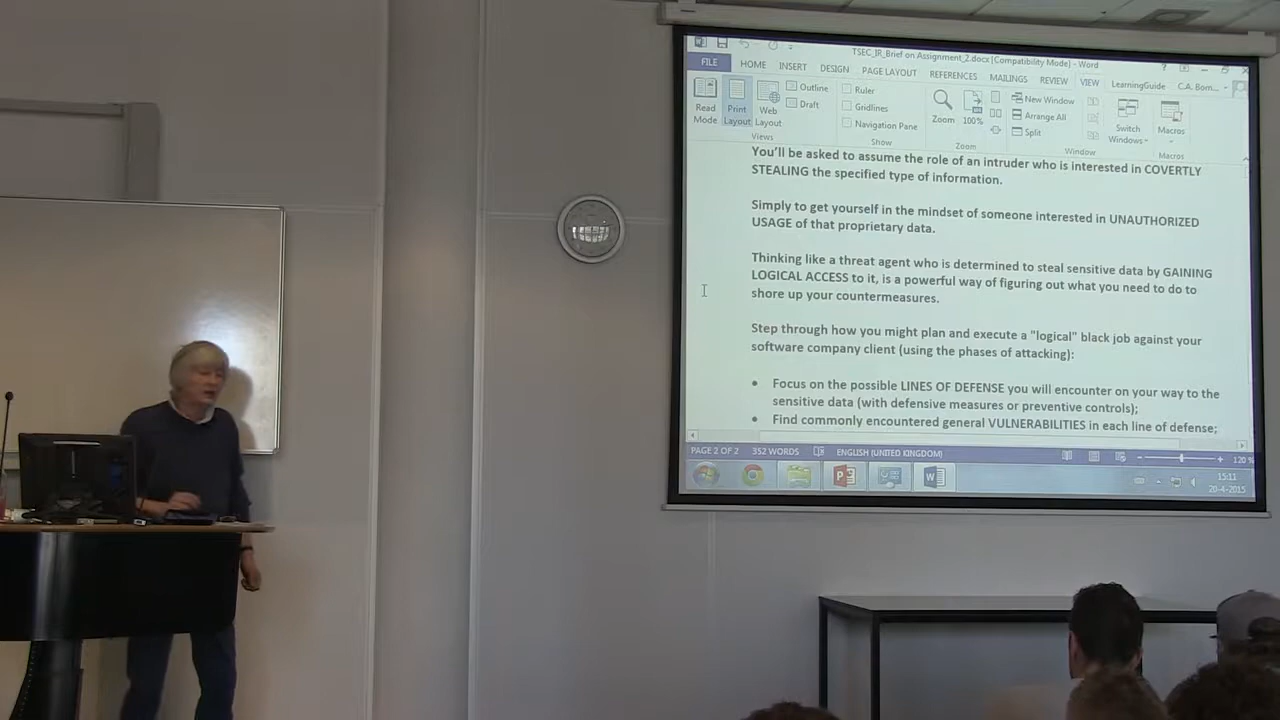 TSEC_IR_Brief on Assignment_2.docx [Compatibility Mode] - Word
FILE HOME INSERT DESIGN PAGE LAYOUT REFERENCES MAILINGS REVIEW VIEW LearningGuide C.A. Bom...
Read Mode
Print Layout
Web Layout
Outline
Draft
Views
Ruler
Gridlines
Navigation Pane
Show
Zoom
100%
Zoom
New Window
Arrange All
Split
Switch Windows
Window
Macros
Macros
You'll be asked to assume the role of an intruder who is interested in COVERTLY
STEALING the specified type of information.
Simply to get yourself in the mindset of someone interested in UNAUTHORIZED
USAGE of that proprietary data.
Thinking like a threat agent who is determined to steal sensitive data by GAINING
LOGICAL ACCESS to it, is a powerful way of figuring out what you need to do to
shore up your countermeasures.
Step through how you might plan and execute a "logical" black job against your
software company client (using the phases of attacking):
• Focus on the possible LINES OF DEFENSE you will encounter on your way to the
sensitive data (with defensive measures or preventive controls);
• Find commonly encountered general VULNERABILITIES in each line of defense;
PAGE 2 OF 2 352 WORDS ENGLISH (UNITED KINGDOM) 120
15:11
20-4-2015